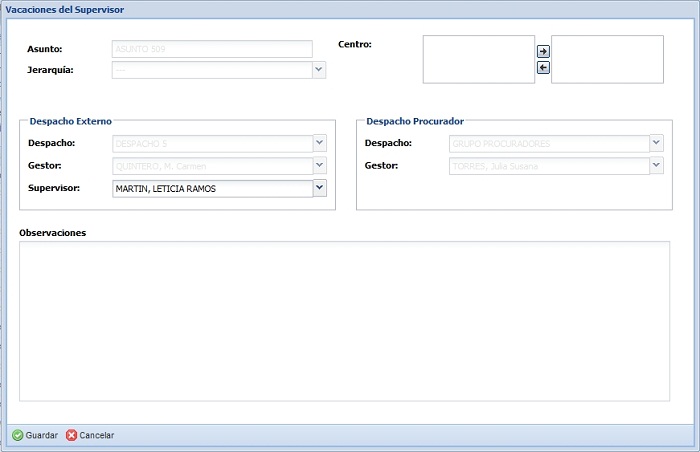 Vacaciones del Supervisor
Asunto: ASUNTO 509
Centro:
Jerarquía: ---
Despacho Externo
Despacho: DESPACHO 5
Gestor: QUINTERO, M. Carmen
Supervisor: MARTIN, LETICIA RAMOS
Despacho Procurador
Despacho: GRUPO PROCURADORES
Gestor: TORRES, Julia Susana
Observaciones
Guardar Cancelar